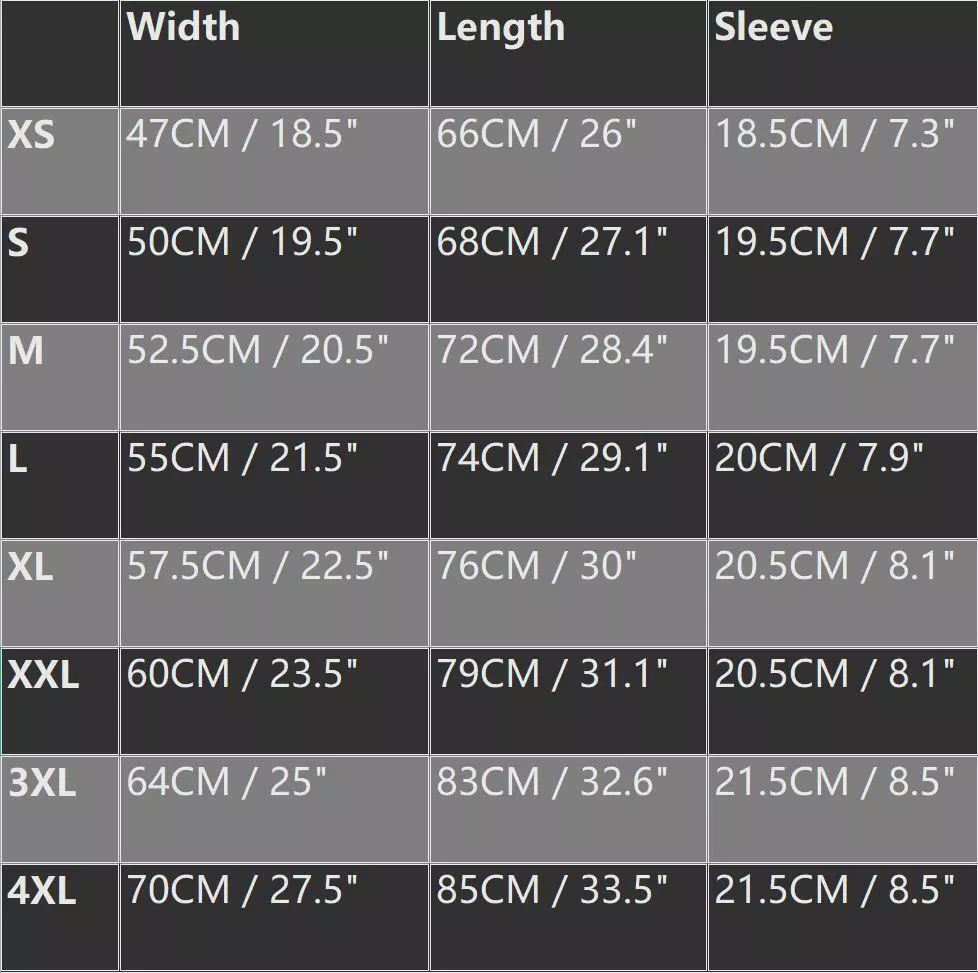 Width Length Sleeve
XS 47CM / 18.5" 66CM / 26" 18.5CM / 7.3"
S 50CM / 19.5" 68CM / 27.1" 19.5CM / 7.7"
M 52.5CM / 20.5" 72CM / 28.4" 19.5CM / 7.7"
L 55CM / 21.5" 74CM / 29.1" 20CM / 7.9"
XL 57.5CM / 22.5" 76CM / 30" 20.5CM / 8.1"
XXL 60CM / 23.5" 79CM / 31.1" 20.5CM / 8.1"
3XL 64CM / 25" 83CM / 32.6" 21.5CM / 8.5"
4XL 70CM / 27.5" 85CM / 33.5" 21.5CM / 8.5"